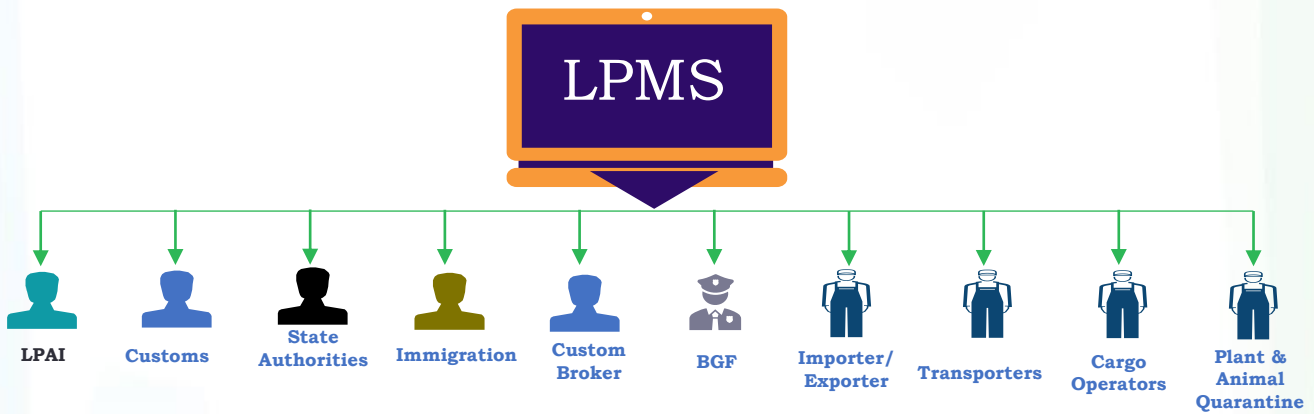 LPMS
LPAI
Customs
State
Authorities
Immigration
Custom
Broker
BGF
Importer/
Exporter
Transporters
Cargo
Operators
Plant &
Animal
Quarantine